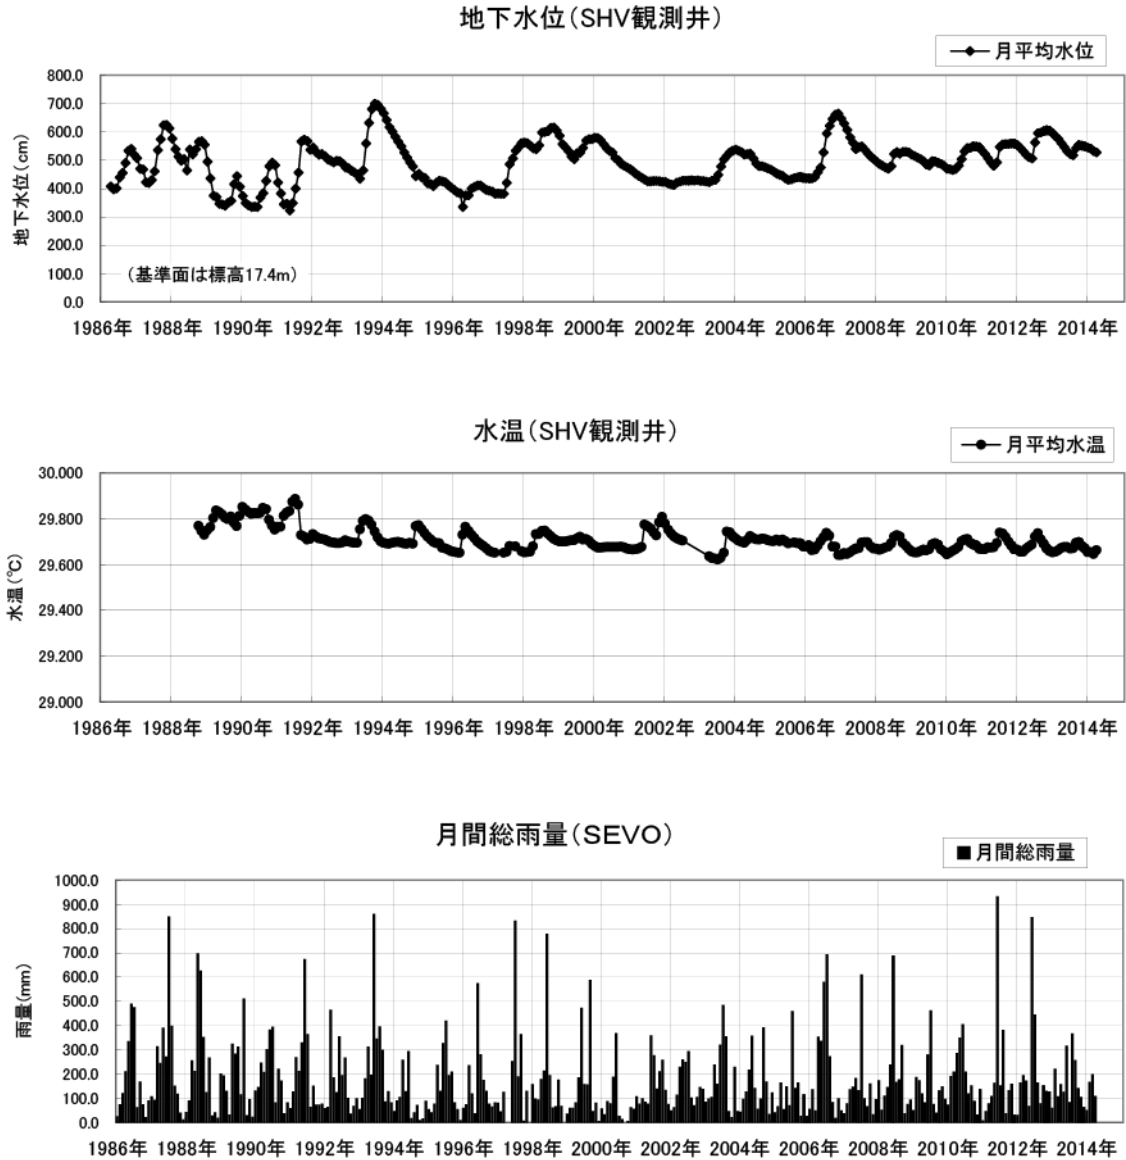 地下水位（SHV観測井）
月平均水位
800.0
700.0
600.0
500.0
400.0
300.0
200.0
100.0
0.0
地下水位（cm）
（基準面は標高17.4m）
1986年 1988年 1990年 1992年 1994年 1996年 1998年 2000年 2002年 2004年 2006年 2008年 2010年 2012年 2014年
水温（SHV観測井）
月平均水温
30.000
29.800
29.600
29.400
29.200
29.000
水温（℃）
1986年 1988年 1990年 1992年 1994年 1996年 1998年 2000年 2002年 2004年 2006年 2008年 2010年 2012年 2014年
月間総雨量（SEVO）
月間総雨量
1000.0
900.0
800.0
700.0
600.0
500.0
400.0
300.0
200.0
100.0
0.0
雨量（mm）
1986年 1988年 1990年 1992年 1994年 1996年 1998年 2000年 2002年 2004年 2006年 2008年 2010年 2012年 2014年